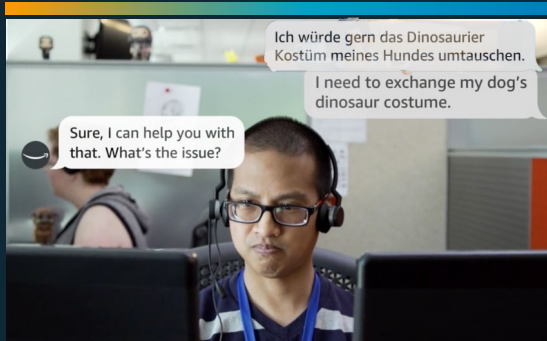 Ich würde gern das Dinosaurier
Kostüm meines Hundes umtauschen.
I need to exchange my dog's
dinosaur costume.
Sure, I can help you with
that. What's the issue?